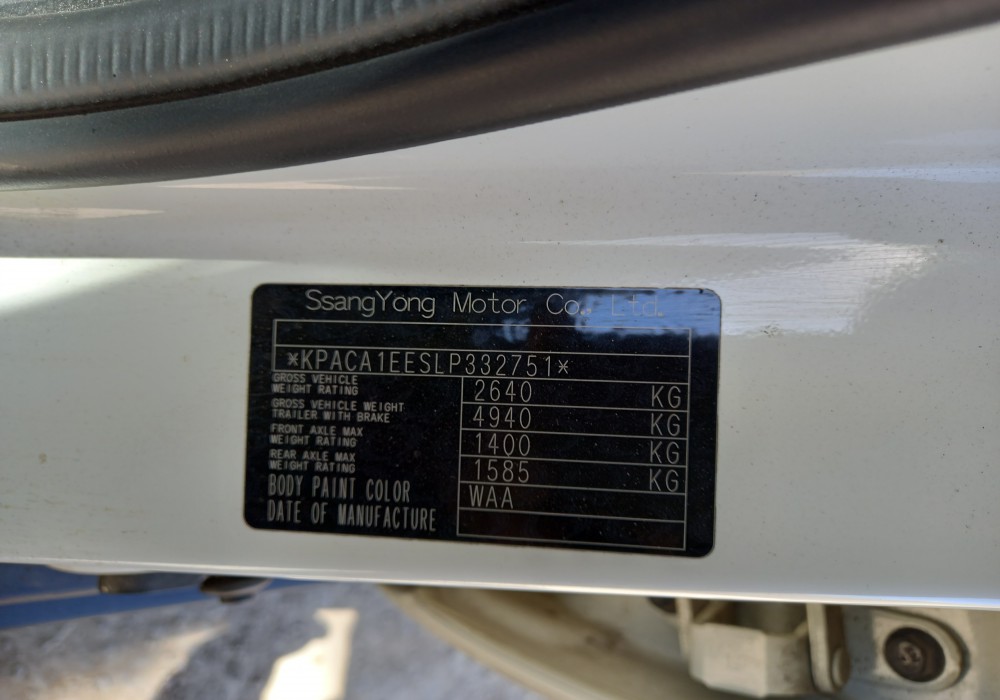 SsangYong Motor Co., Ltd.
*KPACA1EESLP332751*
GROSS VEHICLE
WEIGHT RATING 2640 KG
GROSS VEHICLE WEIGHT
TRAILER WITH BRAKE 4940 KG
FRONT AXLE MAX
WEIGHT RATING 1400 KG
REAR AXLE MAX
WEIGHT RATING 1585 KG
BODY PAINT COLOR WAA
DATE OF MANUFACTURE